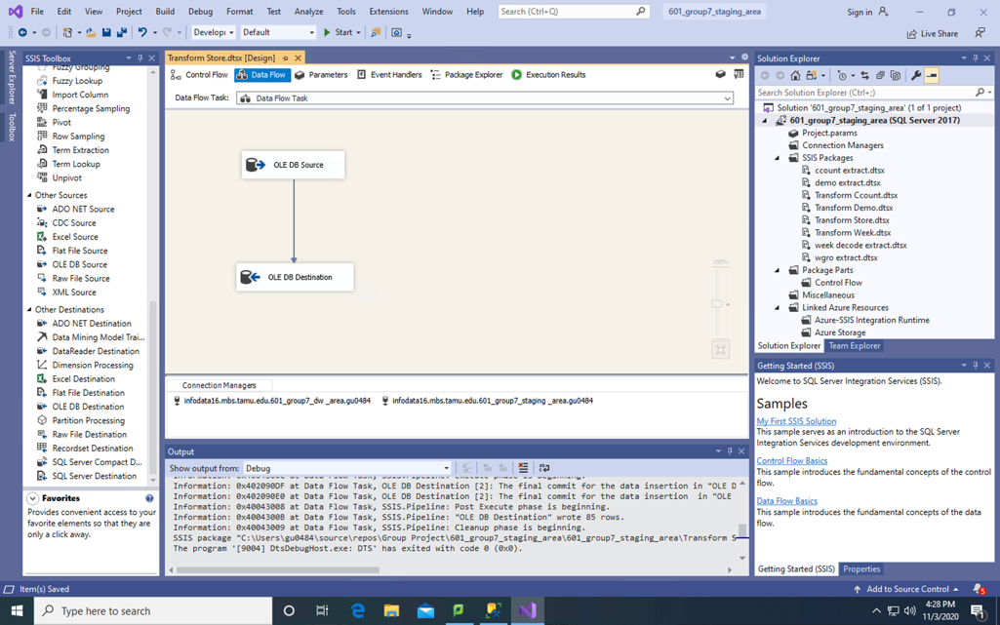 File Edit View Project Build Debug Format Test Analyze Tools Extensions Window Help Search (Ctrl+Q) 601_group7_staging_area Sign in
Develop Default Start Live Share
Server Explorer
Toolbox
SSIS Toolbox
Fuzzy Grouping
Fuzzy Lookup
Import Column
Percentage Sampling
Pivot
Row Sampling
Term Extraction
Term Lookup
Unpivot
Other Sources
ADO NET Source
CDC Source
Excel Source
Flat File Source
OLE DB Source
Raw File Source
XML Source
Other Destinations
ADO NET Destination
Data Mining Model Trai...
DataReader Destination
Dimension Processing
Excel Destination
Flat File Destination
OLE DB Destination
Partition Processing
Raw File Destination
Recordset Destination
SQL Server Compact D...
SQL Server Destination
Favorites
Provides convenient access to your
favorite elements so that they are
only a click away.
Transform Store.dtsx [Design]
Control Flow Data Flow Parameters Event Handlers Package Explorer Execution Results
Data Flow Task: Data Flow Task
OLE DB Source
OLE DB Destination
100%
Connection Managers
infodata16.mbs.tamu.edu.601_group7_dw _area.gu0484 infodata16.mbs.tamu.edu.601_group7_staging _area.gu0484
Output
Show output from: Debug
Information: 0x402090DF at Data Flow Task, OLE DB Destination [2]: The final commit for the data insertion in "OLE D
Information: 0x402090E0 at Data Flow Task, OLE DB Destination [2]: The final commit for the data insertion  in "OLE
Information: 0x40043008 at Data Flow Task, SSIS.Pipeline: Post Execute phase is beginning.
Information: 0x4004300B at Data Flow Task, SSIS.Pipeline: "OLE DB Destination" wrote 85 rows.
Information: 0x40043009 at Data Flow Task, SSIS.Pipeline: Cleanup phase is beginning.
SSIS package "C:\Users\gu0484\source\repos\Group Project\601_group7_staging_area\601_group7_staging_area\Transform S
The program '[9004] DtsDebugHost.exe: DTS' has exited with code 0 (0x0).
Solution Explorer
Search Solution Explorer (Ctrl+;)
Solution '601_group7_staging_area' (1 of 1 project)
601_group7_staging_area (SQL Server 2017)
Project.params
Connection Managers
SSIS Packages
ccount extract.dtsx
demo extract.dtsx
Transform Ccount.dtsx
Transform Demo.dtsx
Transform Store.dtsx
Transform Week.dtsx
week decode extract.dtsx
wgro extract.dtsx
Package Parts
Control Flow
Miscellaneous
Linked Azure Resources
Azure-SSIS Integration Runtime
Azure Storage
Solution Explorer Team Explorer
Getting Started (SSIS)
Welcome to SQL Server Integration Services (SSIS).
Samples
My First SSIS Solution
This sample serves as an introduction to the SQL Server
Integration Services development environment.
Control Flow Basics
This sample introduces the fundamental concepts of the control
flow.
Data Flow Basics
This sample introduces the fundamental concepts of the data
flow.
Getting Started (SSIS) Properties
Item(s) Saved Add to Source Control 5
Type here to search
4:28 PM
11/3/2020
1